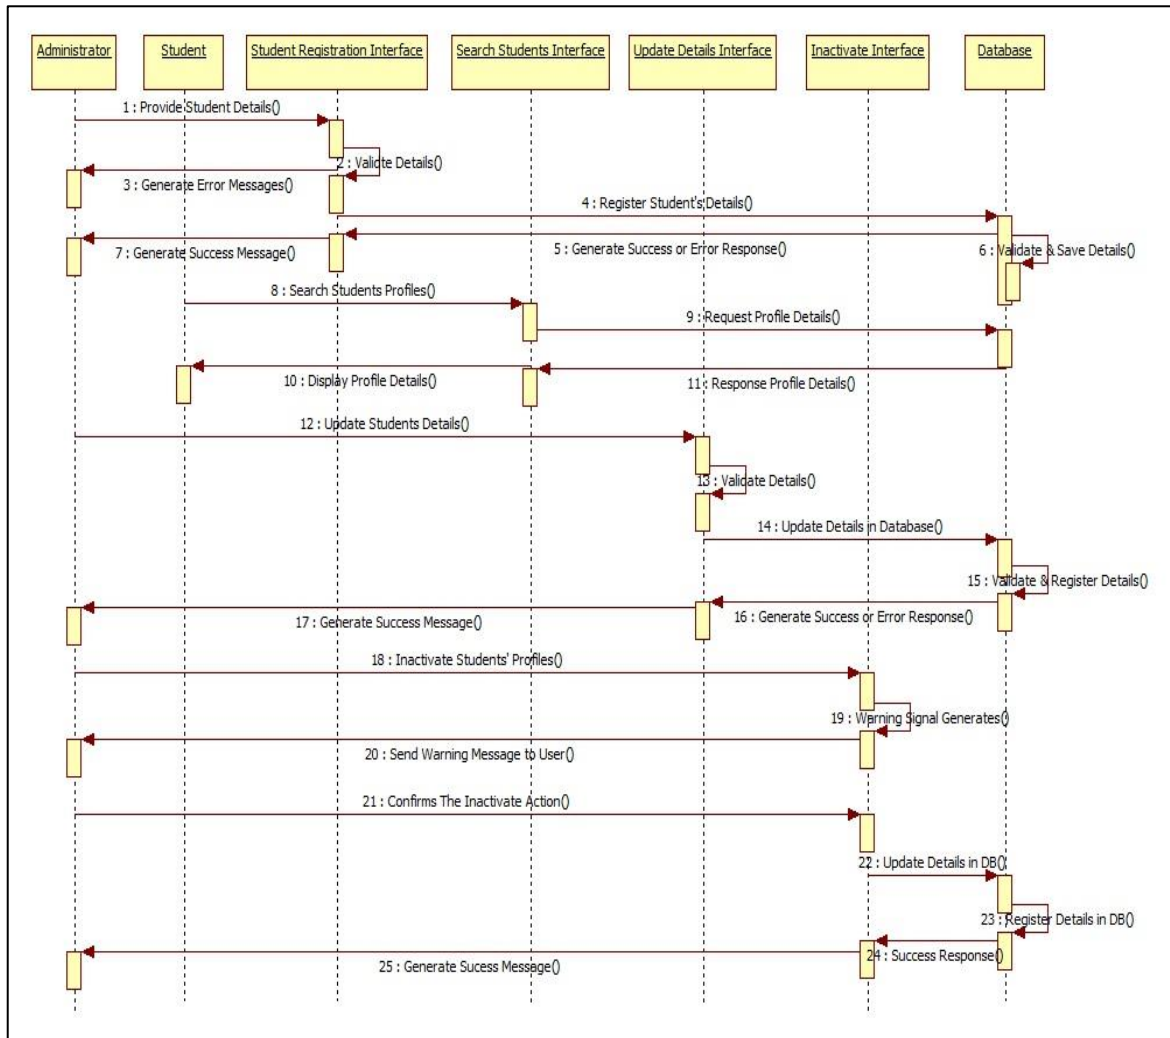 Administrator
Student
Student Registration Interface
Search Students Interface
Update Details Interface
Inactivate Interface
Database
1 : Provide Student Details()
2 : Validte Details()
3 : Generate Error Messages()
4 : Register Student's Details()
5 : Generate Success or Error Response()
6 : Validate & Save Details()
7 : Generate Success Message()
8 : Search Students Profiles()
9 : Request Profile Details()
10 : Display Profile Details()
11 : Response Profile Details()
12 : Update Students Details()
13 : Validate Details()
14 : Update Details in Database()
15 : Validate & Register Details()
16 : Generate Success or Error Response()
17 : Generate Success Message()
18 : Inactivate Students' Profiles()
19 : Warning Signal Generates()
20 : Send Warning Message to User()
21 : Confirms The Inactivate Action()
22 : Update Details in DB()
23 : Register Details in DB()
24 : Success Response()
25 : Generate Sucess Message()